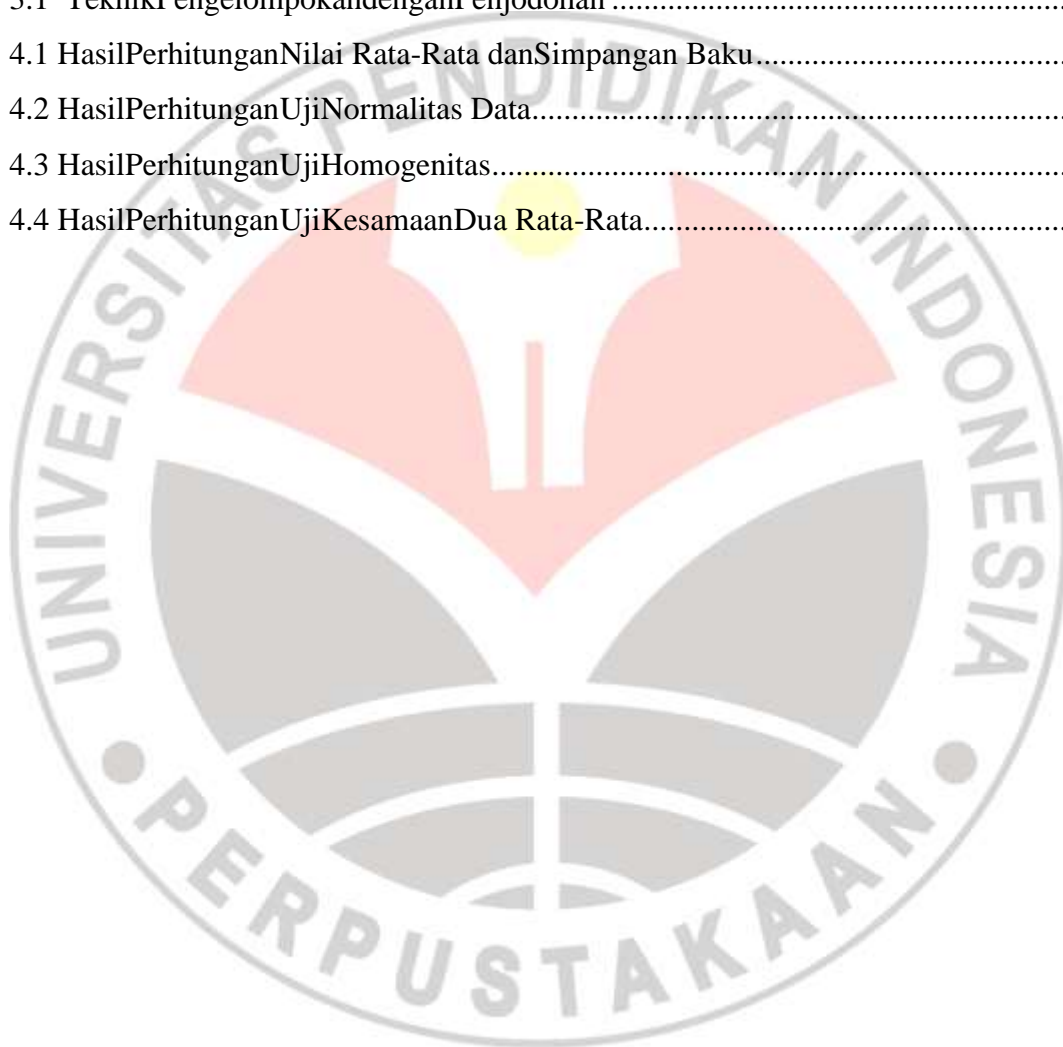 3.1 TeknikPengelompokandenganPenjodohan ............................................................
4.1 HasilPerhitunganNilai Rata-Rata danSimpangan Baku............................................
4.2 HasilPerhitunganUjiNormalitas Data......................................................................
4.3 HasilPerhitunganUjiHomogenitas...........................................................................
4.4 HasilPerhitunganUjiKesamaanDua Rata-Rata........................................................
UNIVERSITAS PENDIDIKAN INDONESIA
PERPUSTAKAAN